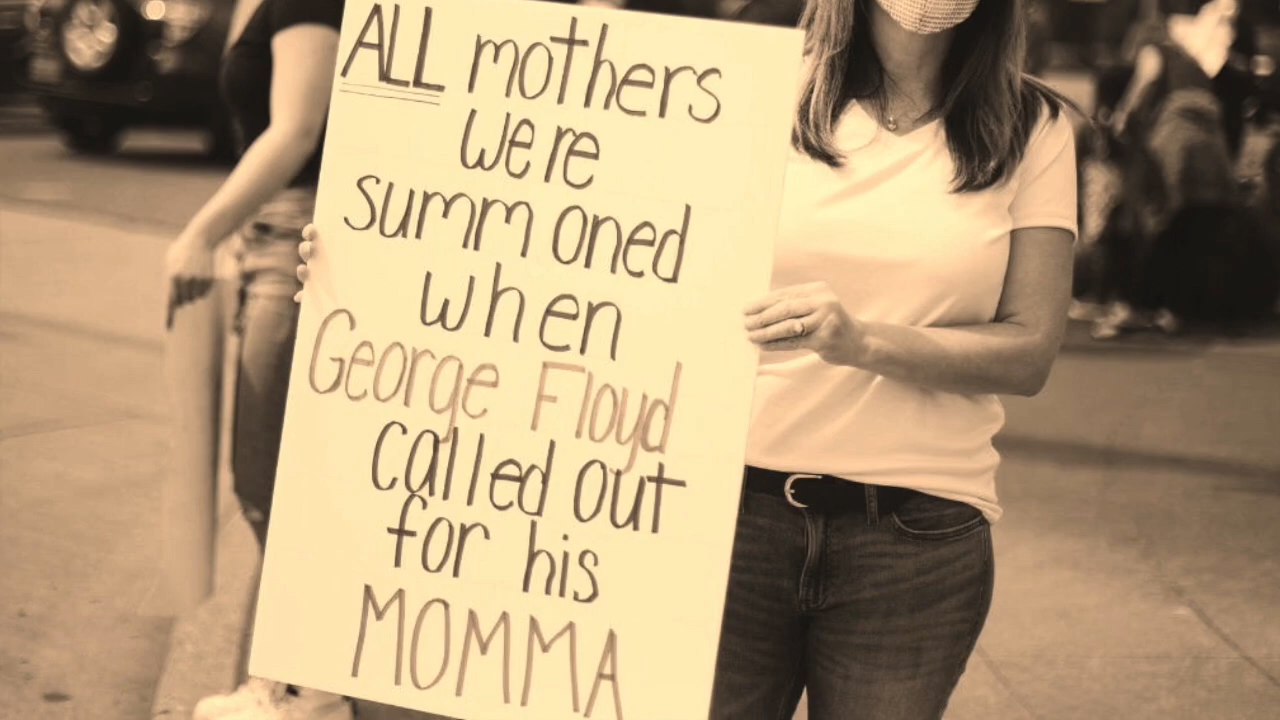 ALL mothers
were
summoned
when
George Floyd
called out
for his
MOMMA